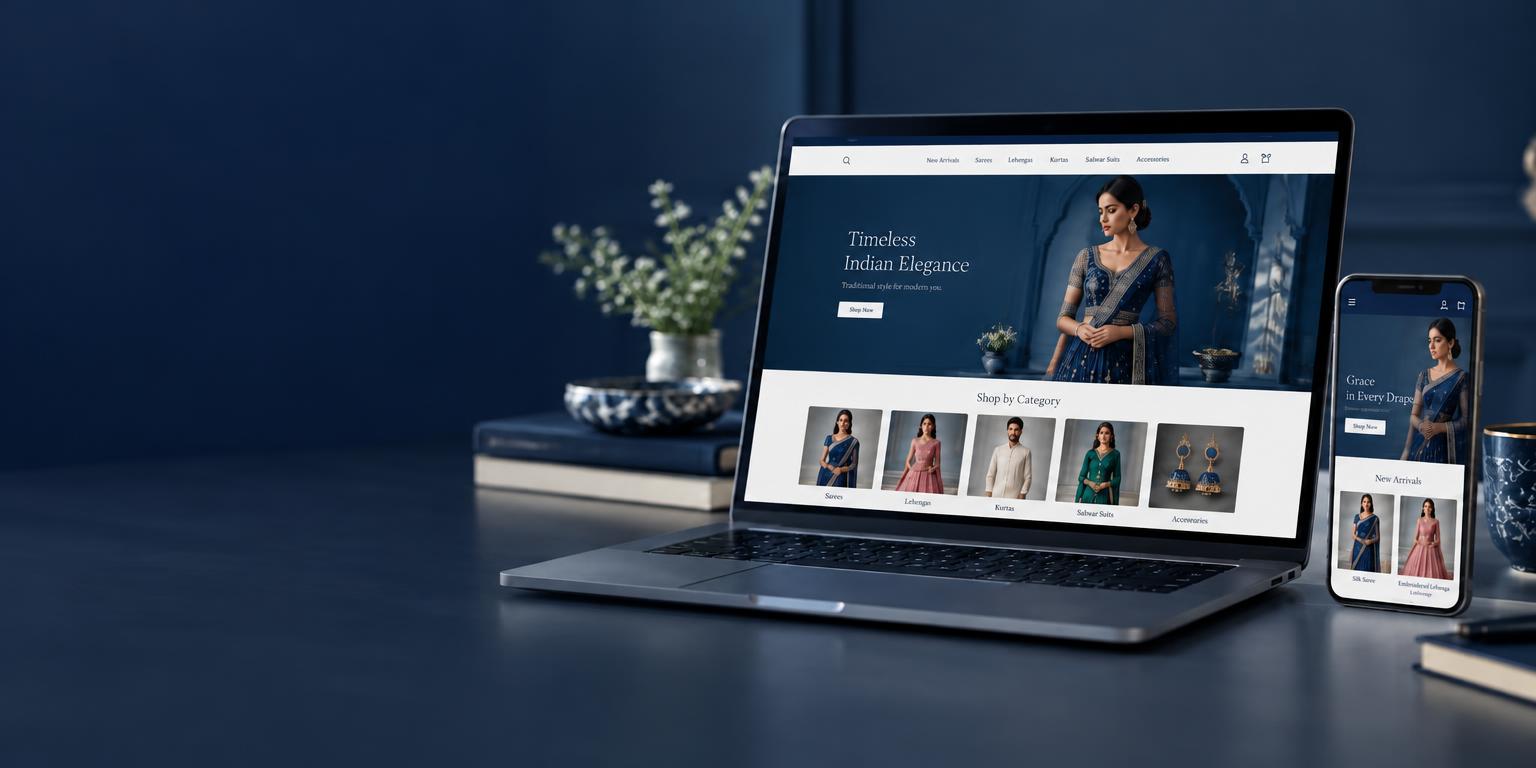 New Arrivals Sarees Lehengas Kurtas Salwar Suits Accessories
Timeless
Indian Elegance
Traditional style for modern you.
Shop Now
Shop by Category
Sarees Lehengas Kurtas Salwar Suits Accessories
Grace
in Every Drape
Shop Now
New Arrivals
Silk Saree Embroidered Lehenga